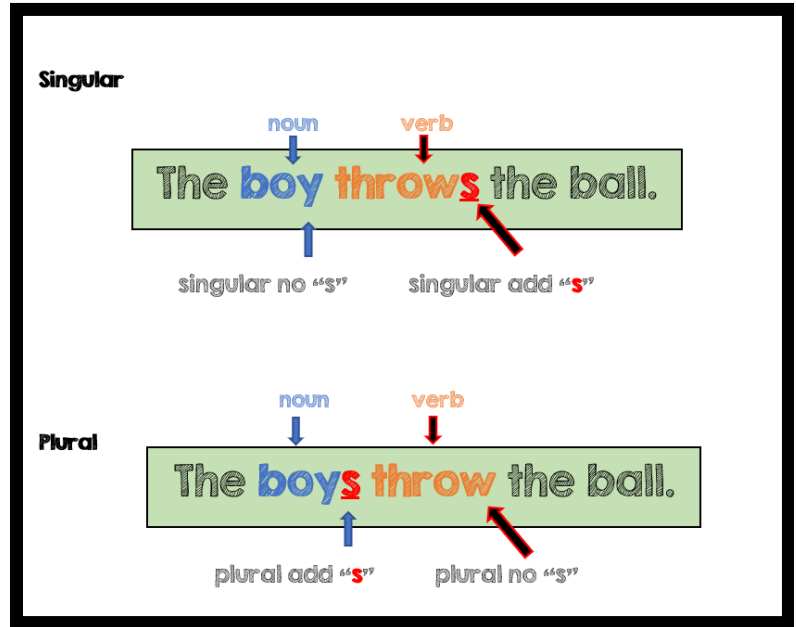 Singular
noun verb
The boy throws the ball.
singular no “s” singular add “s”
noun verb
Plural
The boys throw the ball.
plural add “s” plural no “s”